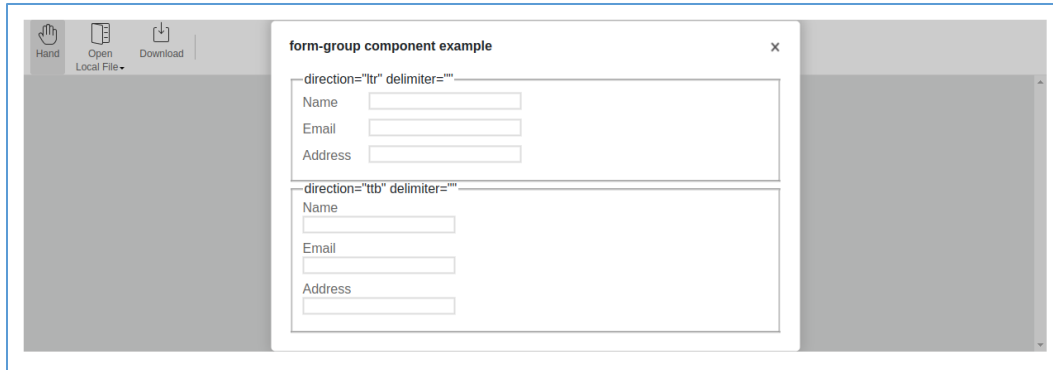 Hand
Open
Local File
Download
form-group component example
x
direction="ltr" delimiter=""
Name
Email
Address
direction="ttb" delimiter=""
Name
Email
Address